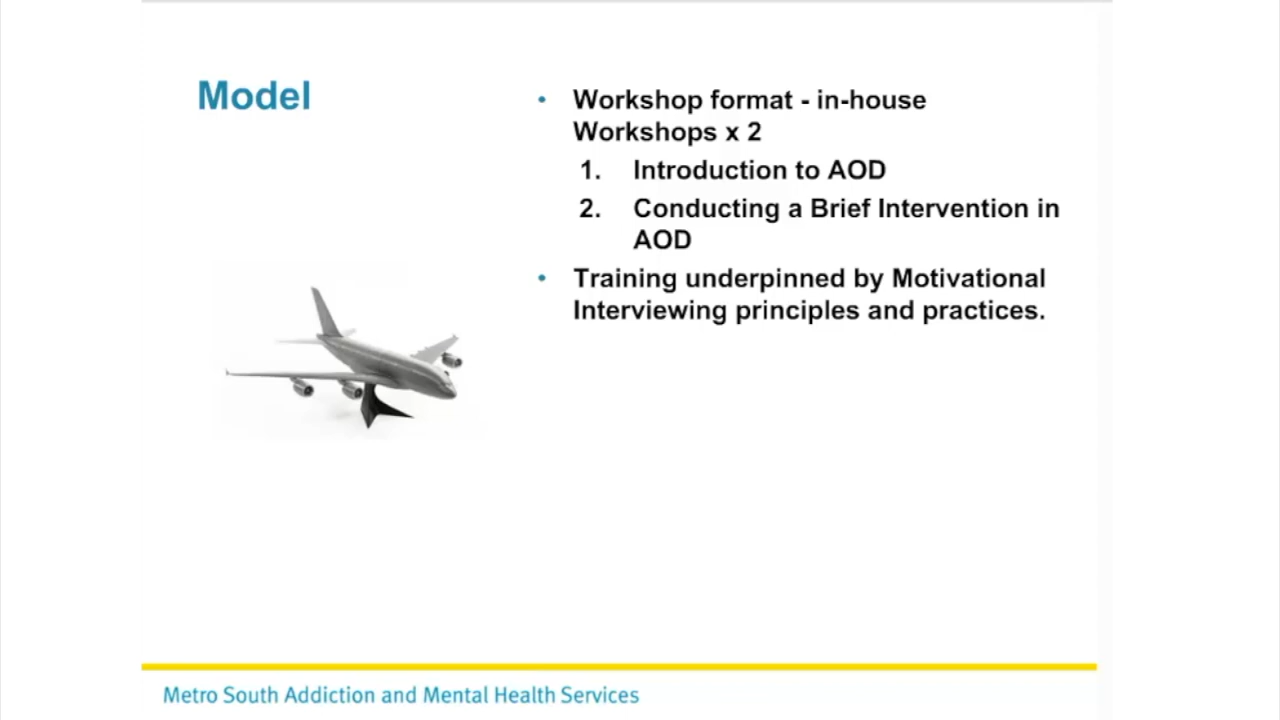 Model
• Workshop format - in-house
Workshops x 2
1. Introduction to AOD
2. Conducting a Brief Intervention in
AOD
• Training underpinned by Motivational
Interviewing principles and practices.
Metro South Addiction and Mental Health Services